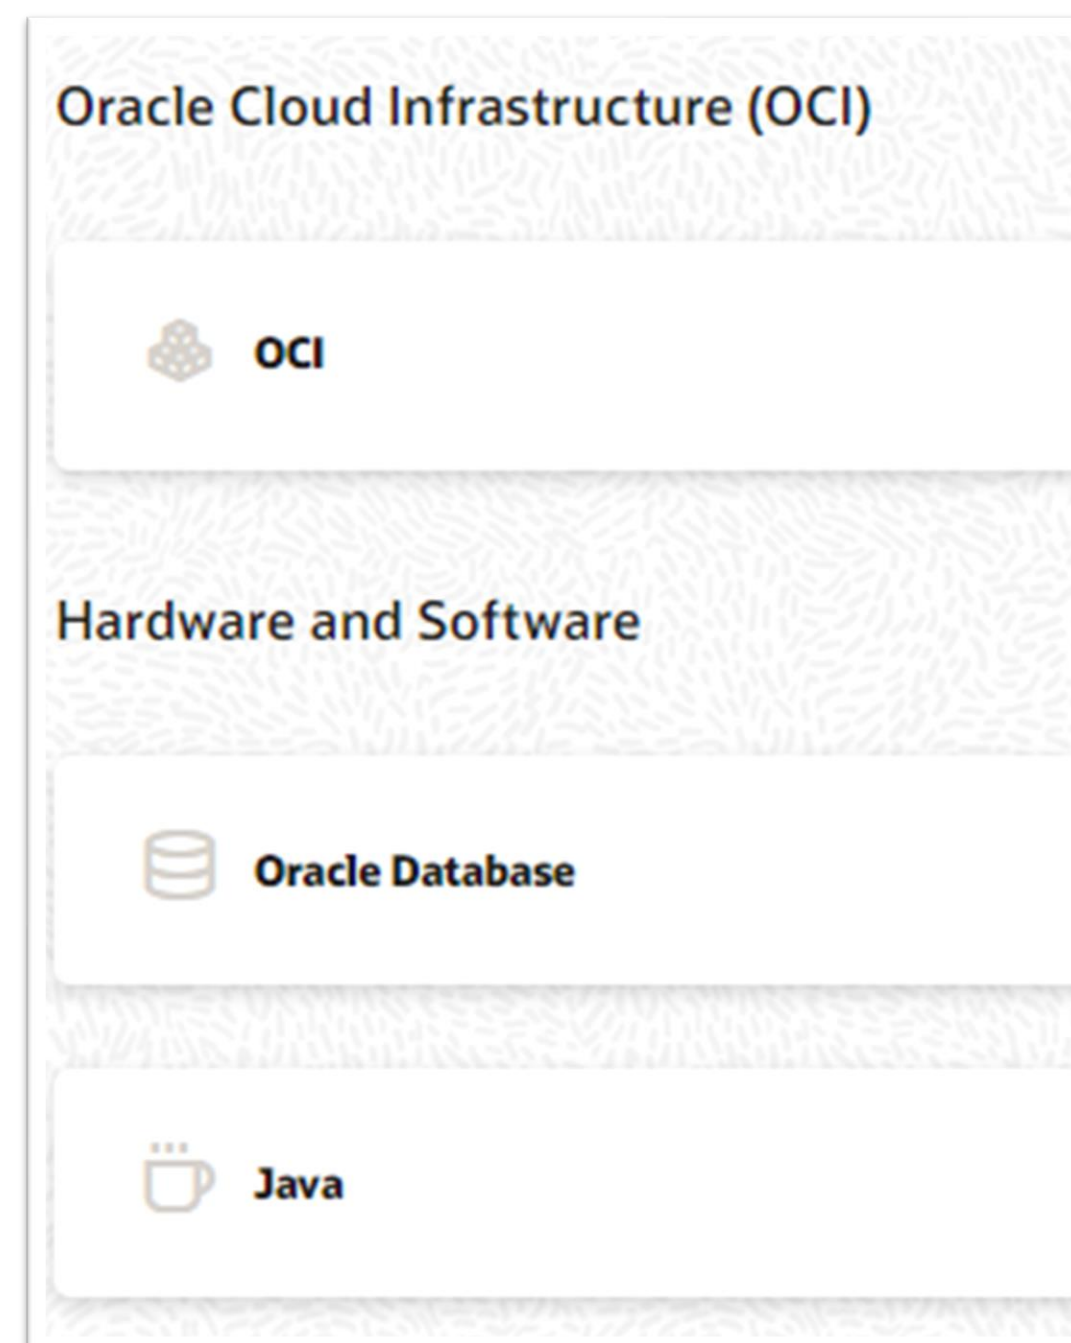 Oracle Cloud Infrastructure (OCI)
OCI
Hardware and Software
Oracle Database
Java